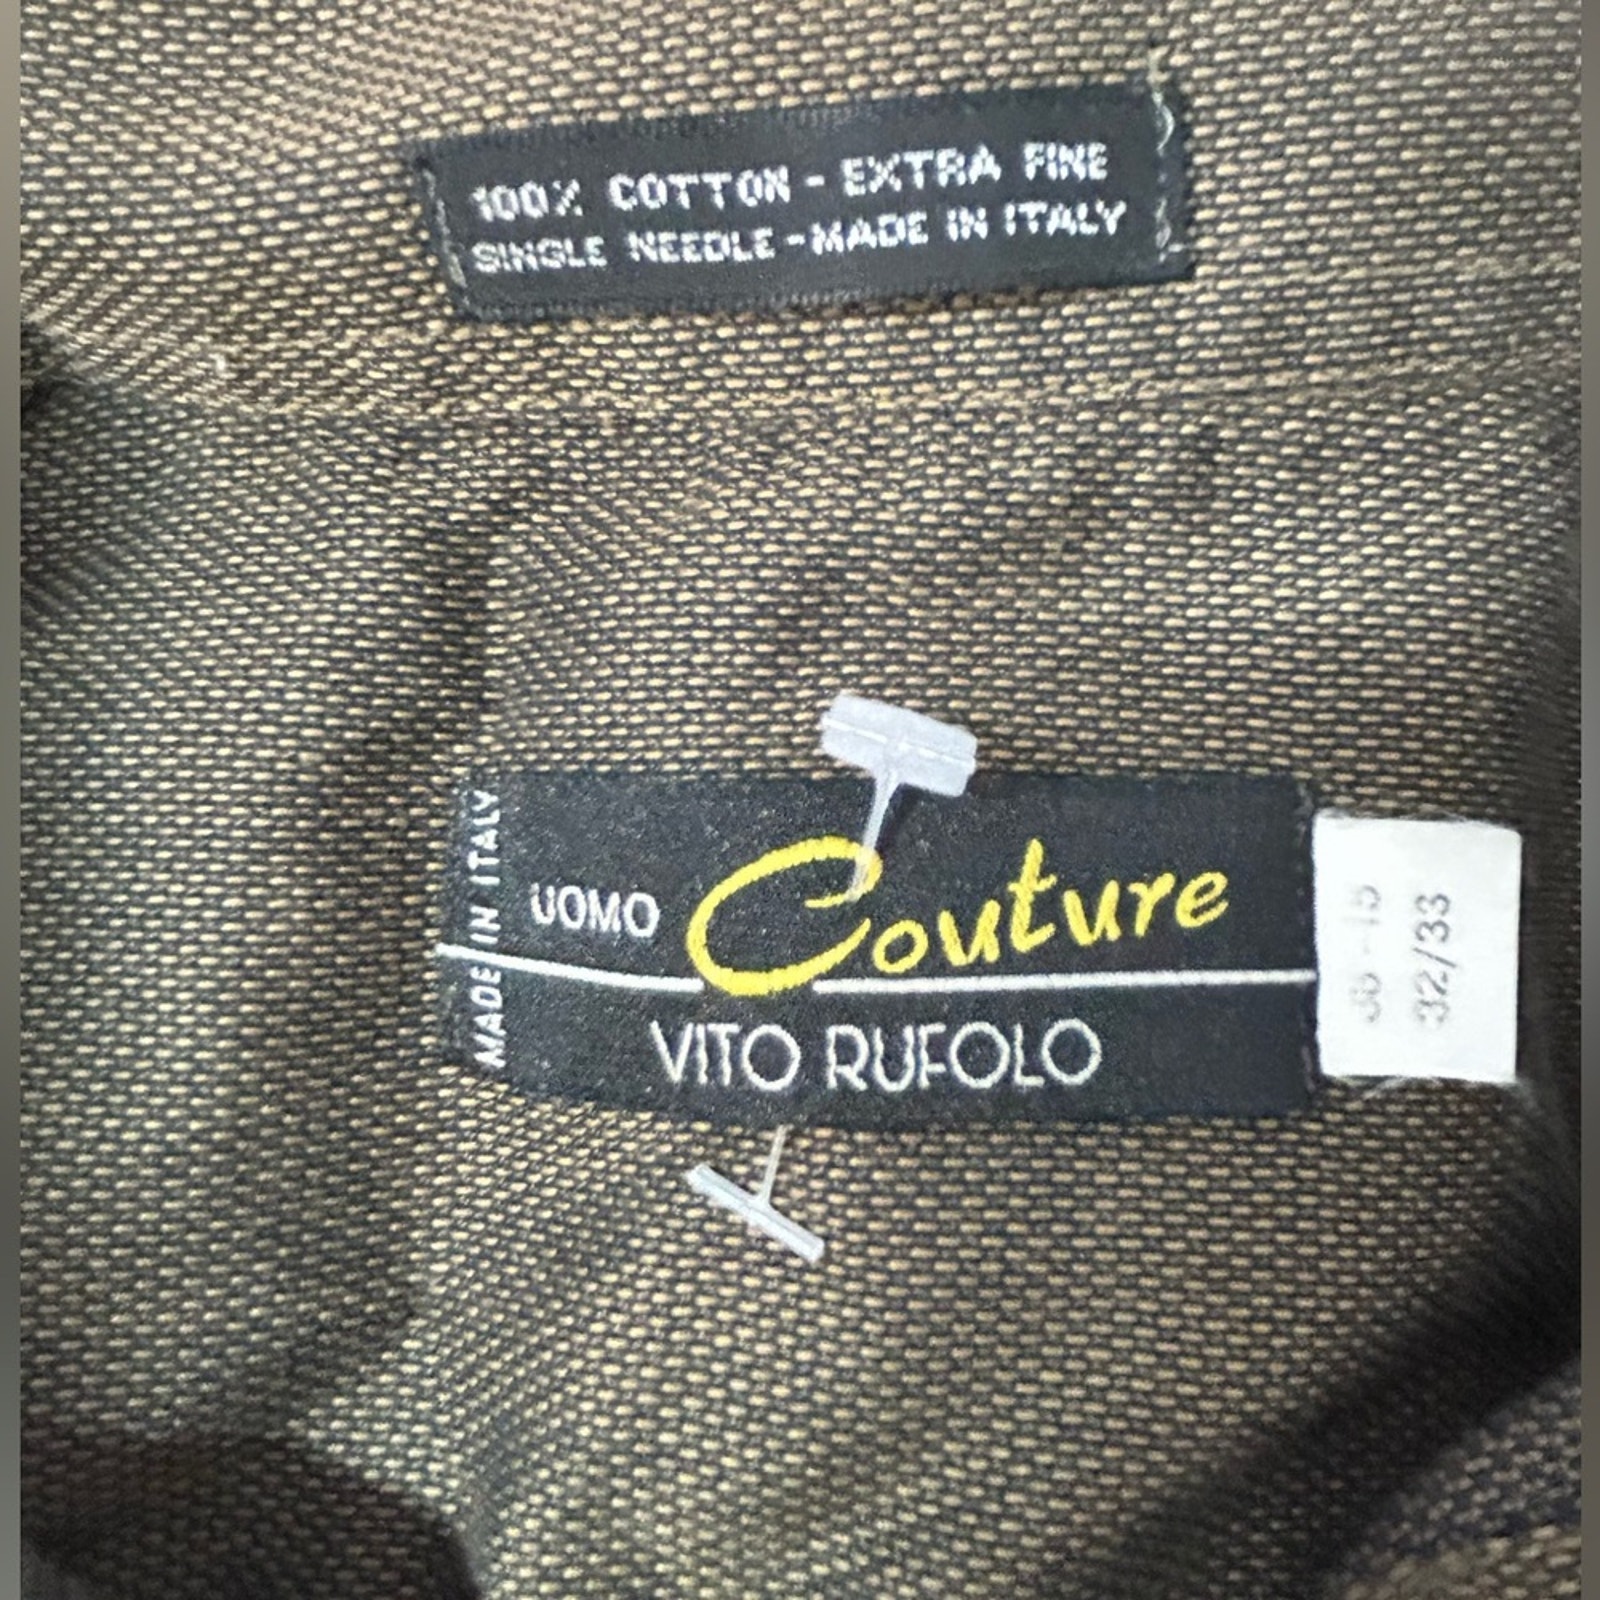 100% COTTON - EXTRA FINE
SINGLE NEEDLE - MADE IN ITALY
MADE IN ITALY
UOMO Couture
VITO RUFOLO
32/33